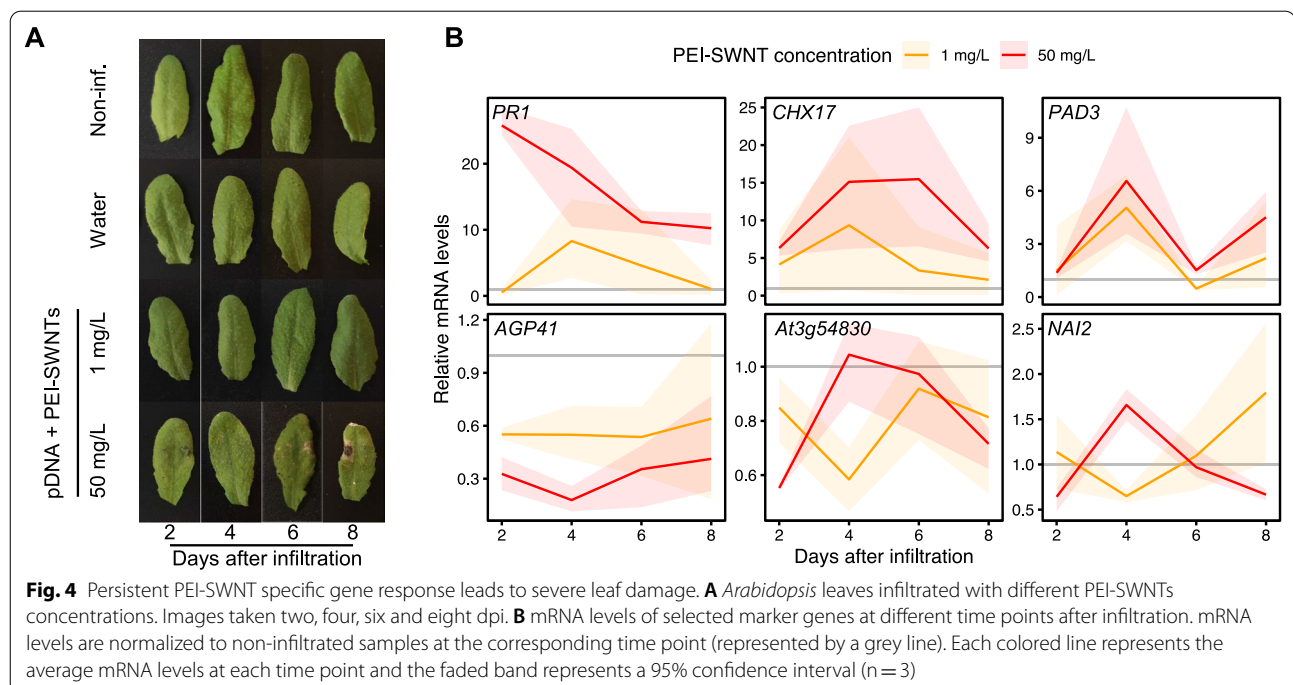 A
Non-inf.
Water
pDNA + PEI-SWNTs
1 mg/L
50 mg/L
2 4 6 8
Days after infiltration
B
PEI-SWNT concentration 1 mg/L 50 mg/L
Relative mRNA levels
PR1
20
10
0
CHX17
25
20
15
10
5
0
PAD3
9
6
3
0
AGP41
1.2
0.9
0.6
0.3
2 4 6 8
At3g54830
1.0
0.8
0.6
2 4 6 8
NAI2
2.5
2.0
1.5
1.0
0.5
2 4 6 8
Days after infiltration
Fig. 4 Persistent PEI-SWNT specific gene response leads to severe leaf damage. A Arabidopsis leaves infiltrated with different PEI-SWNTs
concentrations. Images taken two, four, six and eight dpi. B mRNA levels of selected marker genes at different time points after infiltration. mRNA
levels are normalized to non-infiltrated samples at the corresponding time point (represented by a grey line). Each colored line represents the
average mRNA levels at each time point and the faded band represents a 95% confidence interval (n = 3)